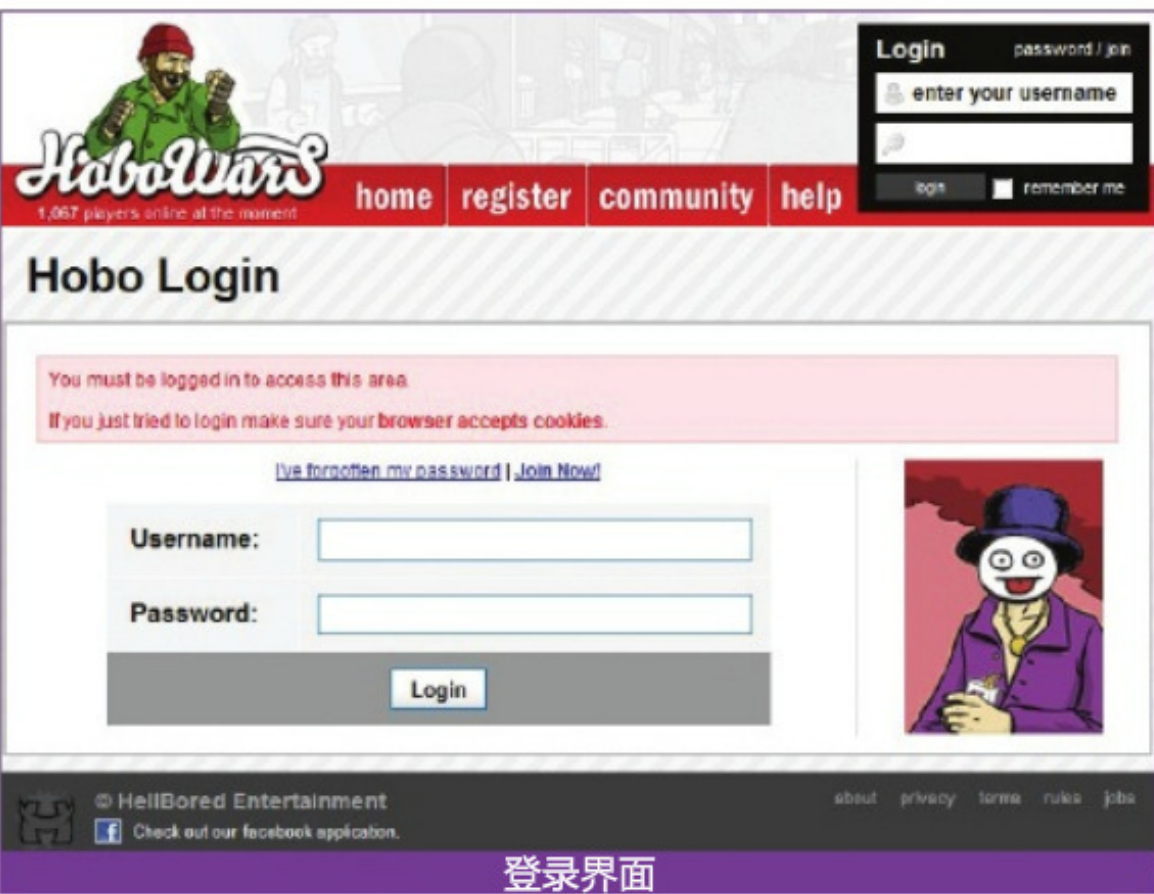 HoboWars
1,067 players online at the moment
home register community help
Login password / join
enter your username
login remember me
Hobo Login
You must be logged in to access this area
If you just tried to login make sure your browser accepts cookies.
I've forgotten my password | Join Now!
Username:
Password:
Login
© HellBored Entertainment
Check out our facebook application.
about privacy terms rules jobs
登录界面